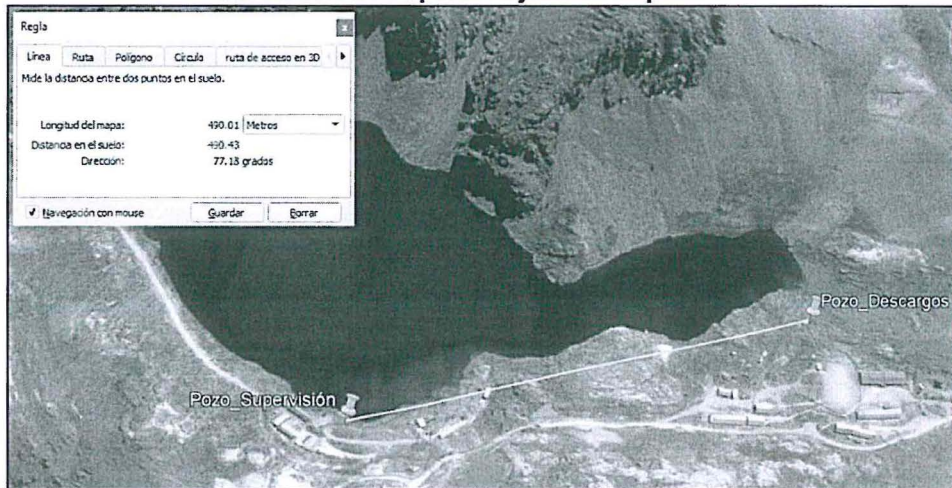 Regla
Línea Ruta Polígono Círculo ruta de acceso en 3D
Mide la distancia entre dos puntos en el suelo.
Longitud del mapa: 490.01 Metros
Distancia en el suelo: 490.43
Dirección: 77.18 grados
Navegación con mouse Guardar Borrar
Pozo_Descargos
Pozo_Supervisión